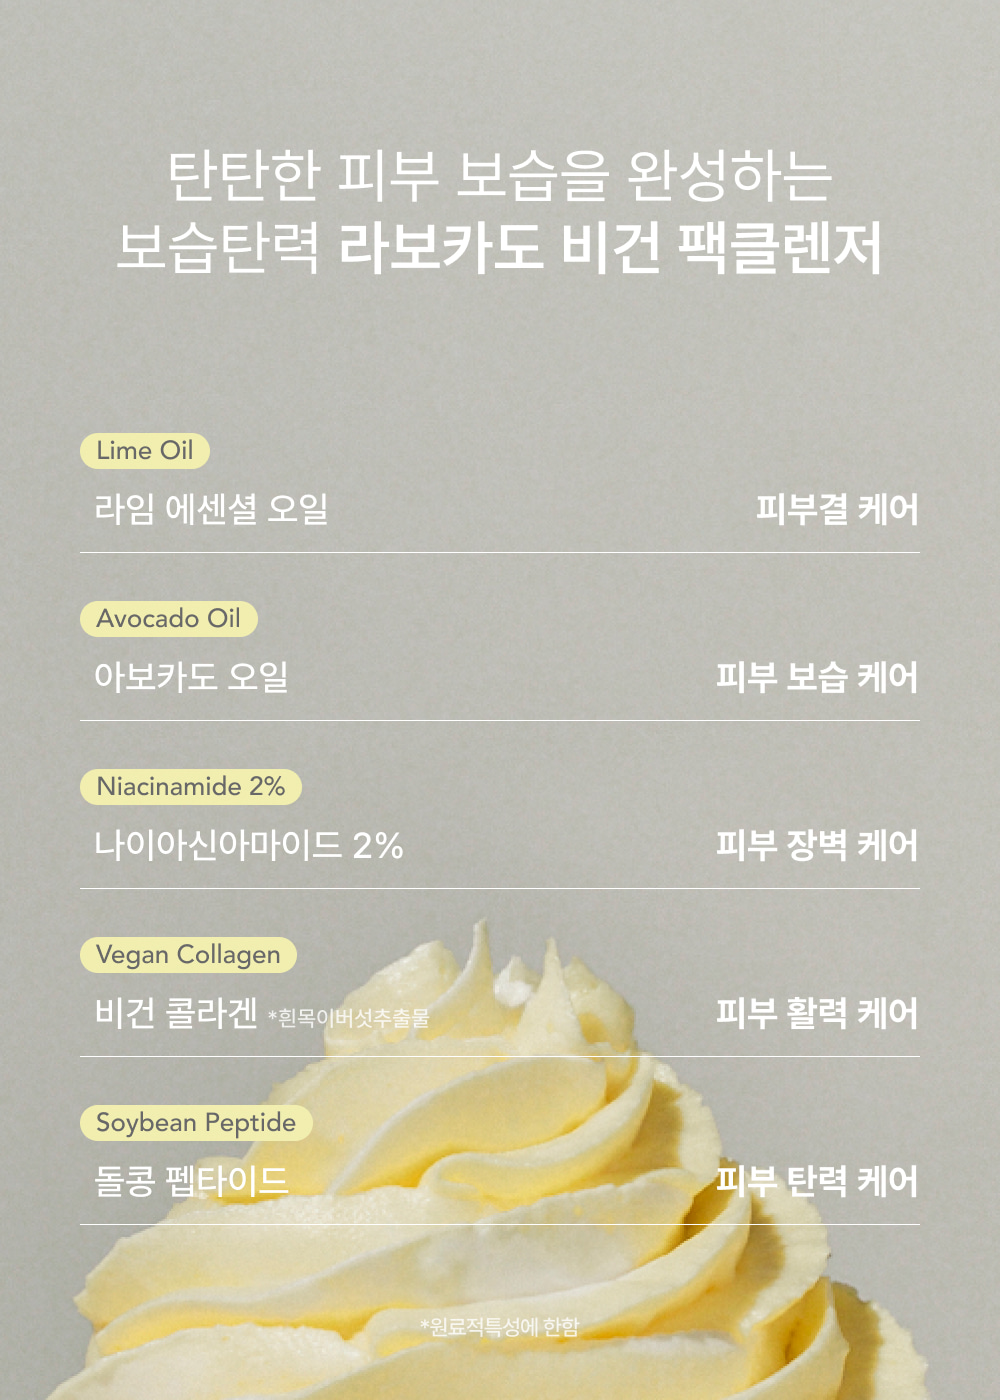 탄탄한 피부 보습을 완성하는
보습탄력 라보카도 비건 팩클렌저
Lime Oil
라임 에센셜 오일 피부결 케어
Avocado Oil
아보카도 오일 피부 보습 케어
Niacinamide 2%
나이아신아마이드 2% 피부 장벽 케어
Vegan Collagen
비건 콜라겐 *흰목이버섯추출물 피부 활력 케어
Soybean Peptide
돌콩 펩타이드 피부 탄력 케어
*원료적특성에 한함